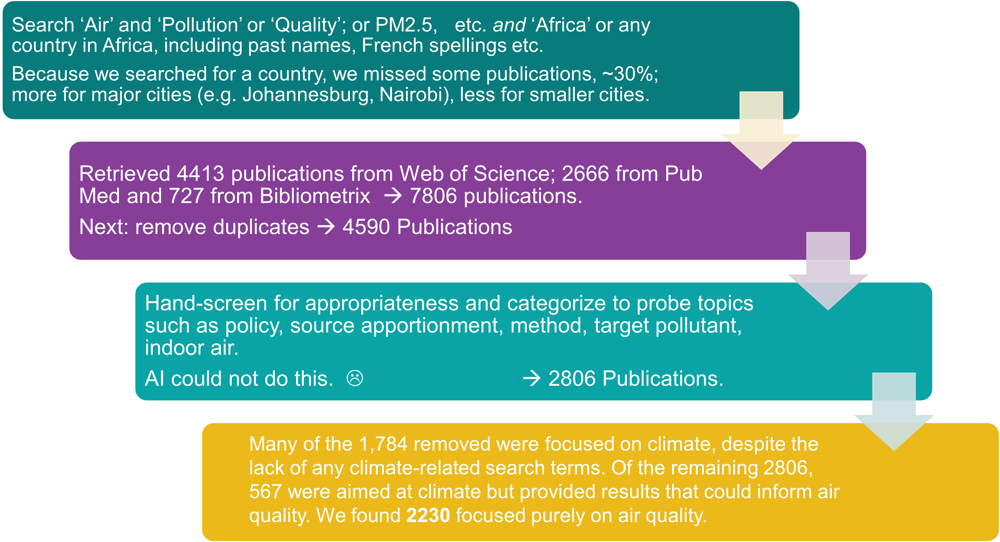 Search ‘Air’ and ‘Pollution’ or ‘Quality’; or PM2.5,   etc. and ‘Africa’ or any
country in Africa, including past names, French spellings etc.
Because we searched for a country, we missed some publications, ~30%;
more for major cities (e.g. Johannesburg, Nairobi), less for smaller cities.
Retrieved 4413 publications from Web of Science; 2666 from Pub
Med and 727 from Bibliometrix → 7806 publications.
Next: remove duplicates → 4590 Publications
Hand-screen for appropriateness and categorize to probe topics
such as policy, source apportionment, method, target pollutant,
indoor air.
AI could not do this. ☹ → 2806 Publications.
Many of the 1,784 removed were focused on climate, despite the
lack of any climate-related search terms. Of the remaining 2806,
567 were aimed at climate but provided results that could inform air
quality. We found 2230 focused purely on air quality.